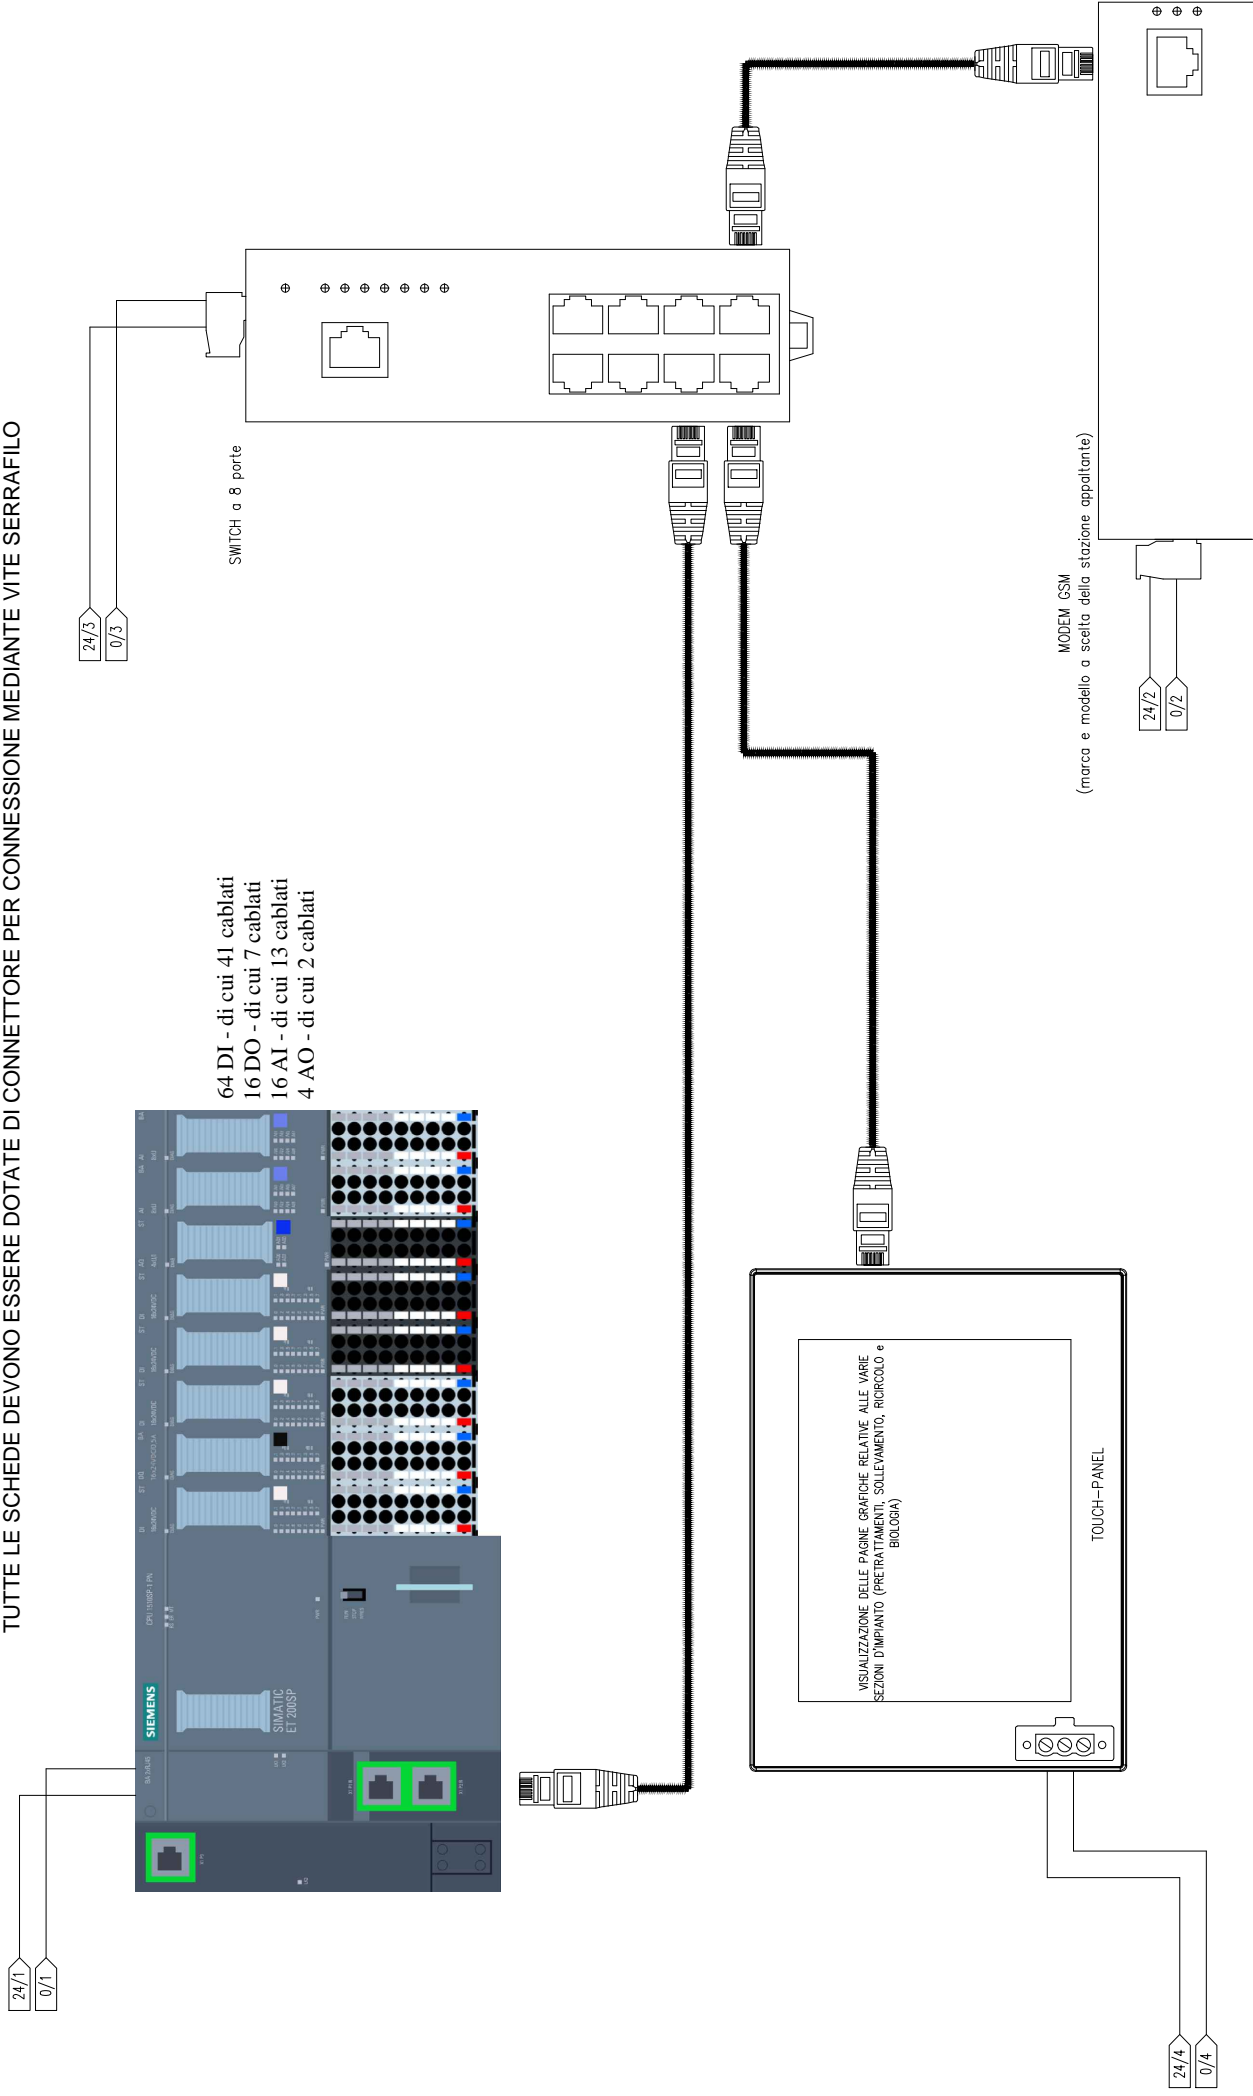 TUTTE LE SCHEDE DEVONO ESSERE DOTATE DI CONNETTORE PER CONNESSIONE MEDIANTE VITE SERRAFILO
24/1
0/1
24/3
0/3
SWITCH a 8 porte
64 DI - di cui 41 cablati
16 DO - di cui 7 cablati
16 AI - di cui 13 cablati
4 AO - di cui 2 cablati
SIEMENS
SIMATIC
ET 200SP
BA 2xRJ45
MODEM GSM
(marca e modello a scelta della stazione appaltante)
24/2
0/2
VISUALIZZAZIONE DELLE PAGINE GRAFICHE RELATIVE ALLE VARIE
SEZIONI D'IMPIANTO (PRETRATTAMENTI, SOLLEVAMENTO, RICIRCOLO e
BIOLOGIA)
TOUCH-PANEL
24/4
0/4